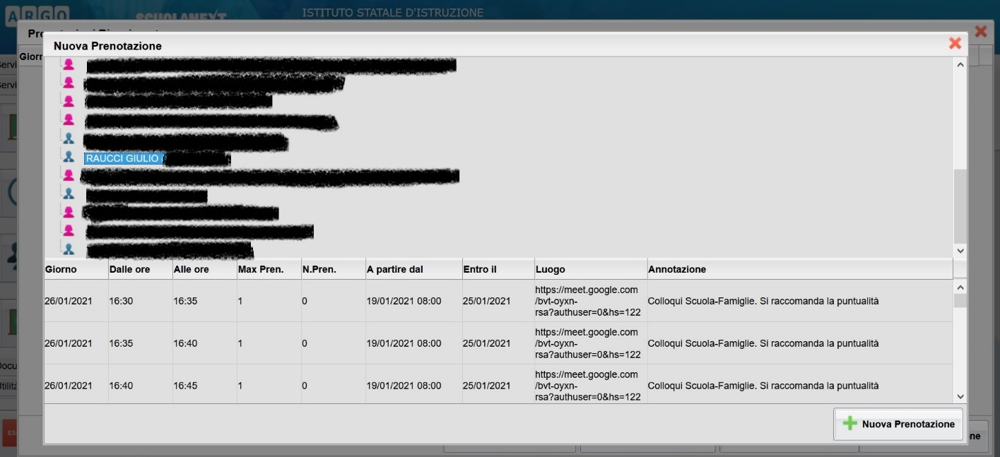 ARGO
SCUOLANEXT
ISTITUTO STATALE D'ISTRUZIONE
Nuova Prenotazione
Giorn
Servi
Servi
RAUCCI GIULIO
Giorno Dalle ore Alle ore Max Pren. N.Pren. A partire dal Entro il Luogo Annotazione
https://meet.google.com
26/01/2021 16:30 16:35 1 0 19/01/2021 08:00 25/01/2021 /bvt-oyxn- Colloqui Scuola-Famiglie. Si raccomanda la puntualità
rsa?authuser=0&hs=122
https://meet.google.com
26/01/2021 16:35 16:40 1 0 19/01/2021 08:00 25/01/2021 /bvt-oyxn- Colloqui Scuola-Famiglie. Si raccomanda la puntualità
rsa?authuser=0&hs=122
https://meet.google.com
26/01/2021 16:40 16:45 1 0 19/01/2021 08:00 25/01/2021 /bvt-oyxn- Colloqui Scuola-Famiglie. Si raccomanda la puntualità
rsa?authuser=0&hs=122
Docu
Utilità
Nuova Prenotazione
ne